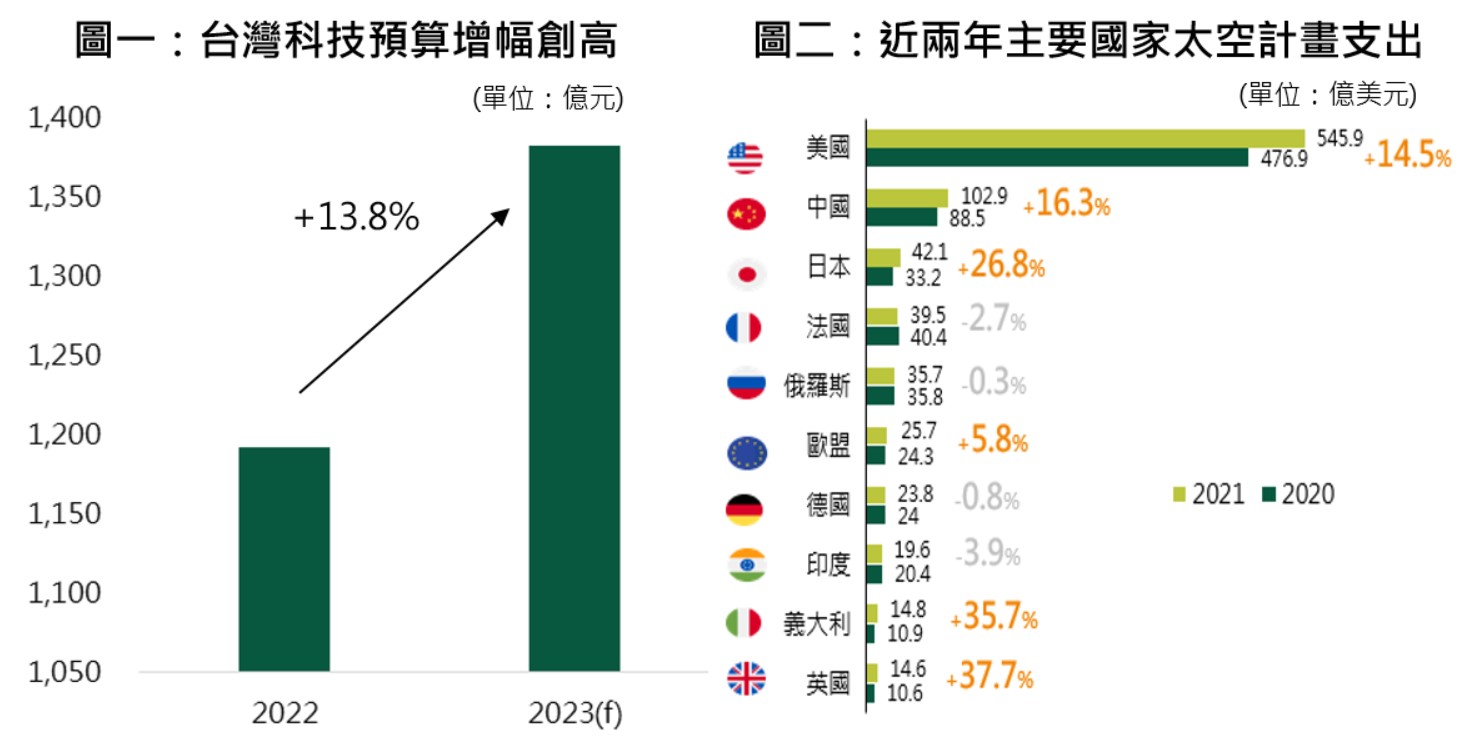 圖一：台灣科技預算增幅創高
(單位：億元)
1,400
1,350
1,300
1,250
1,200
1,150
1,100
1,050
+13.8%
2022
2023(f)
圖二：近兩年主要國家太空計畫支出
(單位：億美元)
美國 545.9 476.9 +14.5%
中國 102.9 88.5 +16.3%
日本 42.1 33.2 +26.8%
法國 39.5 40.4 -2.7%
俄羅斯 35.7 35.8 -0.3%
歐盟 25.7 24.3 +5.8%
德國 23.8 24 -0.8%
印度 19.6 20.4 -3.9%
義大利 14.8 10.9 +35.7%
英國 14.6 10.6 +37.7%
2021 2020